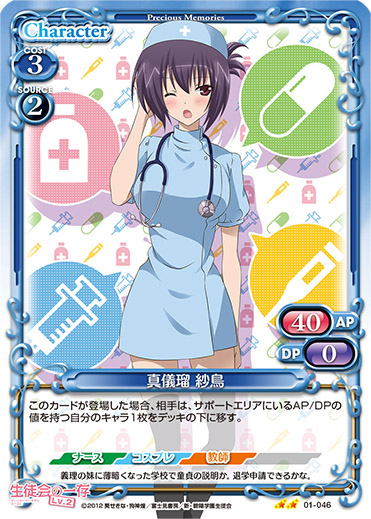 Precious Memories
Character
COST
3
SOURCE
2
40 AP
DP 0
真儀瑠 紗鳥
このカードが登場した場合、相手は、サポートエリアにいるAP/DPの
値を持つ自分のキャラ1枚をデッキの下に移す。
ナース コスプレ 教師
義理の妹に薄暗くなった学校で童貞の説明か。退学申請できるかな。
生徒会の一存
Lv.2
©2012 葵せきな・狗神煌／富士見書房／新・碧陽学園生徒会
01-046